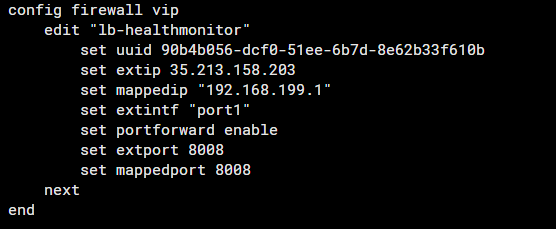 config firewall vip
    edit "lb-healthmonitor"
        set uuid 90b4b056-dcf0-51ee-6b7d-8e62b33f610b
        set extip 35.213.158.203
        set mappedip "192.168.199.1"
        set extintf "port1"
        set portforward enable
        set extport 8008
        set mappedport 8008
    next
end